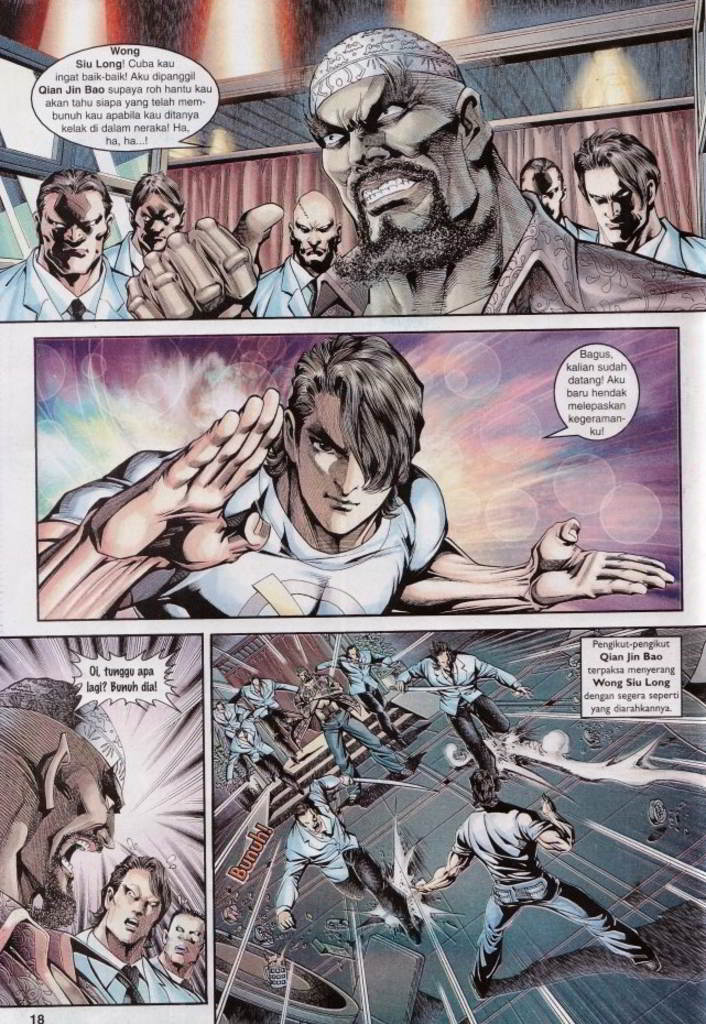 Wong
Siu Long! Cuba kau
ingat baik-baik! Aku dipanggil
Qian Jin Bao supaya roh hantu kau
akan tahu siapa yang telah mem-
bunuh kau apabila kau ditanya
kelak di dalam neraka! Ha,
ha, ha...!
Bagus,
kalian sudah
datang! Aku
baru hendak
melepaskan
kegeraman-
ku!
Oi, tunggu apa
lagi? Bunuh dia!
Pengikut-pengikut
Qian Jin Bao
terpaksa menyerang
Wong Siu Long
dengan segera seperti
yang diarahkannya.
Bunuh!
18